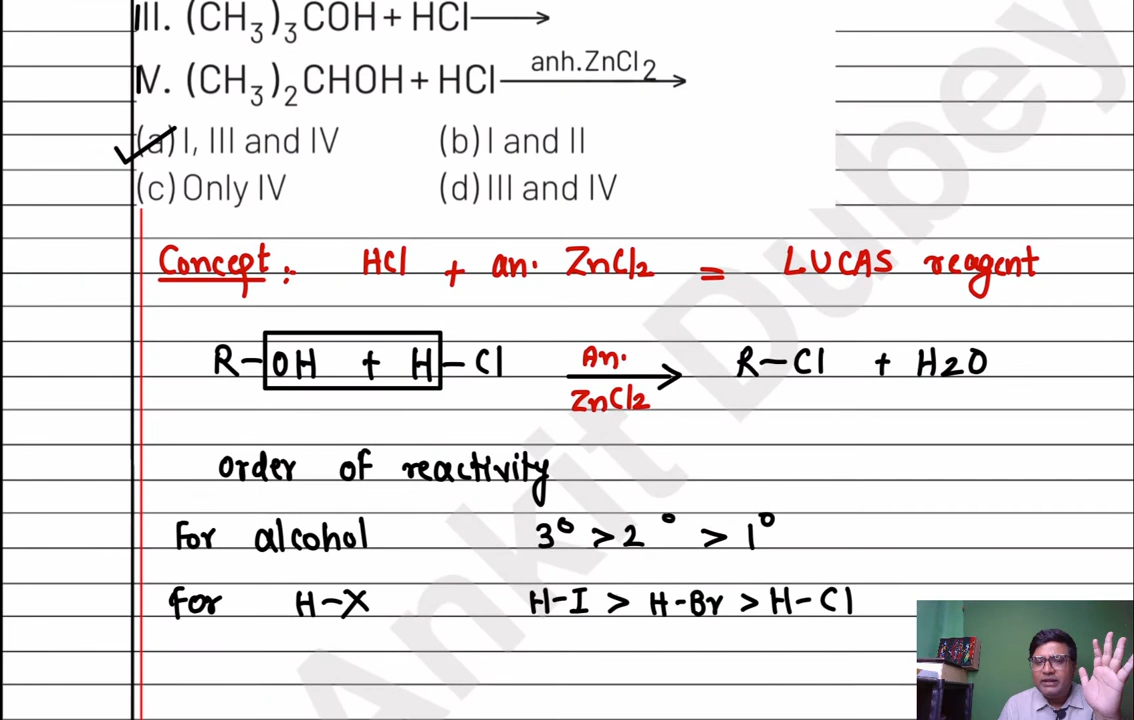 III. (CH3)3COH + HCl⟶
IV. (CH3)2CHOH + HCl anh.ZnCl2⟶
(a) I, III and IV (b) I and II
(c) Only IV (d) III and IV
Concept: HCl + an. ZnCl2 = LUCAS reagent
R-OH + H-Cl An. ZnCl2⟶ R-Cl + H2O
order of reactivity
For alcohol 3° > 2° > 1°
For H-X H-I > H-Br > H-Cl
Ankit Dubey